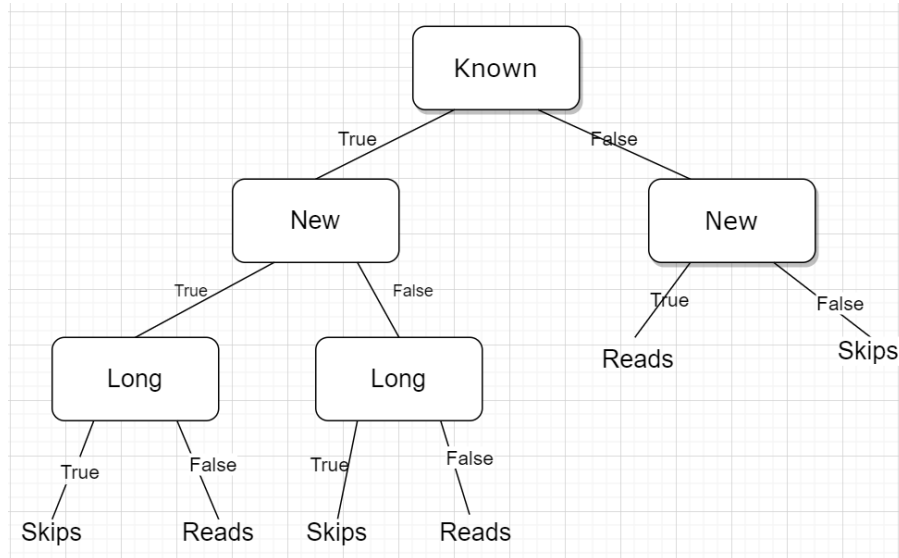 Known
True
False
New
New
True
False
True
False
Reads
Skips
Long
Long
True
False
True
False
Skips
Reads
Skips
Reads